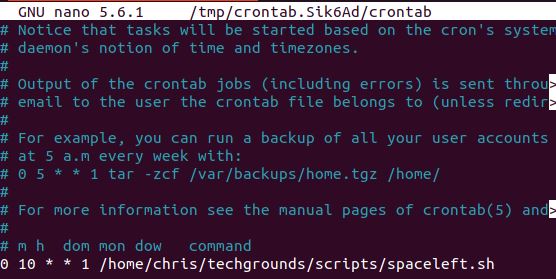 GNU nano 5.6.1 /tmp/crontab.Sik6Ad/crontab
# Notice that tasks will be started based on the cron's system
# daemon's notion of time and timezones.
#
# Output of the crontab jobs (including errors) is sent throu>
# email to the user the crontab file belongs to (unless redir>
#
# For example, you can run a backup of all your user accounts
# at 5 a.m every week with:
# 0 5 * * 1 tar -zcf /var/backups/home.tgz /home/
#
# For more information see the manual pages of crontab(5) and>
#
# m h  dom mon dow   command
0 10 * * 1 /home/chris/techgrounds/scripts/spaceleft.sh